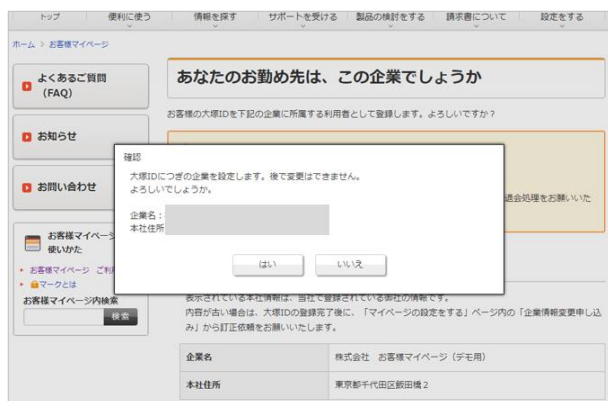 トップ 便利に使う 情報を探す サポートを受ける 製品の検討をする 請求書について 設定をする
ホーム > お客様マイページ
よくあるご質問
(FAQ)
お知らせ
お問い合わせ
お客様マイページ
使いかた
お客様マイページ ご利
マークとは
お客様マイページ内検索
検索
あなたのお勤め先は、この企業でしょうか
お客様の大塚IDを下記の企業に所属する利用者として登録します。よろしいですか?
退会処理をお願いいた
確認
大塚IDにつぎの企業を設定します。後で変更はできません。
よろしいでしょうか。
企業名:
本社住所
はい いいえ
表示されている本社情報は、当社で登録されている御社の情報です。
内容が古い場合は、大塚IDの登録完了後に、「マイページの設定をする」ページ内の「企業情報変更申し込
み」から訂正依頼をお願いいたします。
企業名 株式会社 お客様マイページ(デモ用)
本社住所 東京都千代田区飯田橋2